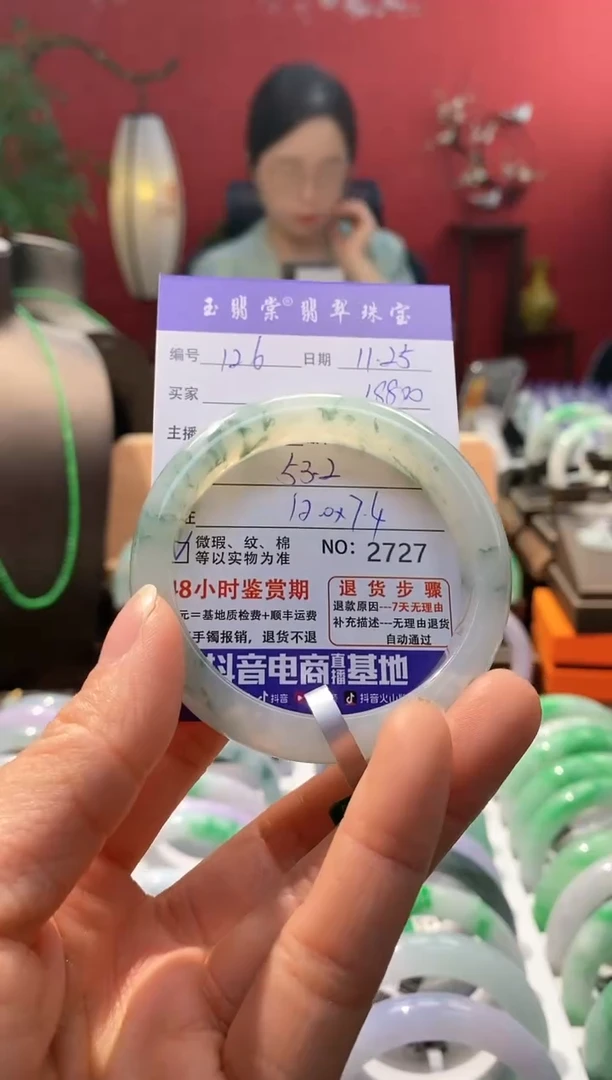 玉翡棠®翡翠珠宝
编号 126 日期 11.25
买家 18800
主播
53.2
12.0x7.4
微瑕、纹、棉
等以实物为准
NO：2727
48小时鉴赏期
元=基地质检费+顺丰运费
手镯报销，退货不退
退货步骤
退款原因---7天无理由
补充描述---无理由退货
自动通过
抖音电商直播基地
抖音 抖音火山版